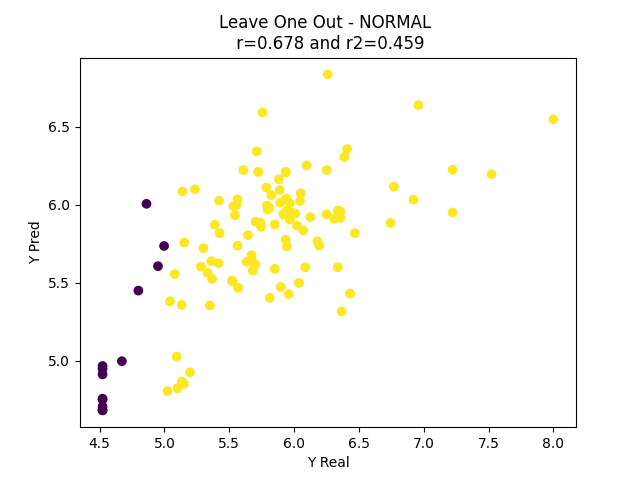 Leave One Out - NORMAL
r=0.678 and r2=0.459
Y Pred
6.5
6.0
5.5
5.0
4.5 5.0 5.5 6.0 6.5 7.0 7.5 8.0
Y Real